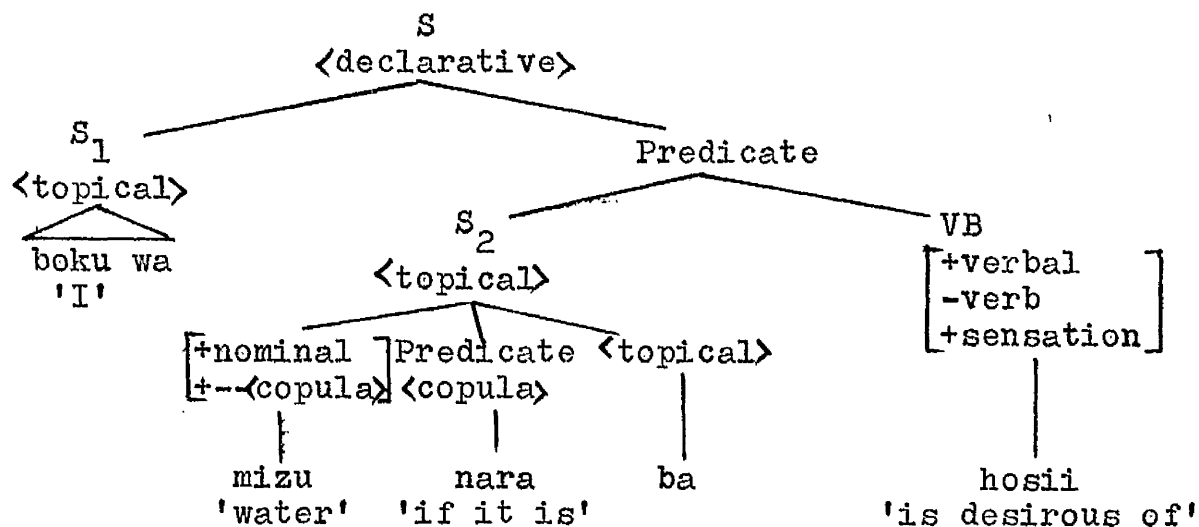 S
<declarative>
S1
<topical>
Predicate
boku wa
'I'
S2
<topical>
VB
[+verbal
-verb
+sensation]
[+nominal
+--<copula>]
Predicate
<copula>
<topical>
mizu
'water'
nara
'if it is'
ba
hosii
'is desirous of'